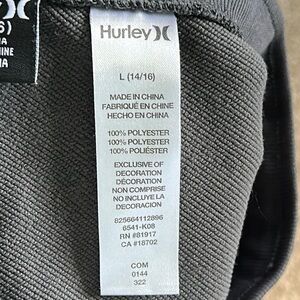 Hurley
L (14/16)
MADE IN CHINA
FABRIQUÉ EN CHINE
HECHO EN CHINA
100% POLYESTER
100% POLYESTER
100% POLIÉSTER
EXCLUSIVE OF
DECORATION
DÉCORATION
NON COMPRISE
NO INCLUYE LA
DECORACIÓN
825664112896
6541-K08
RN #81917
CA #18702
COM
0144
322